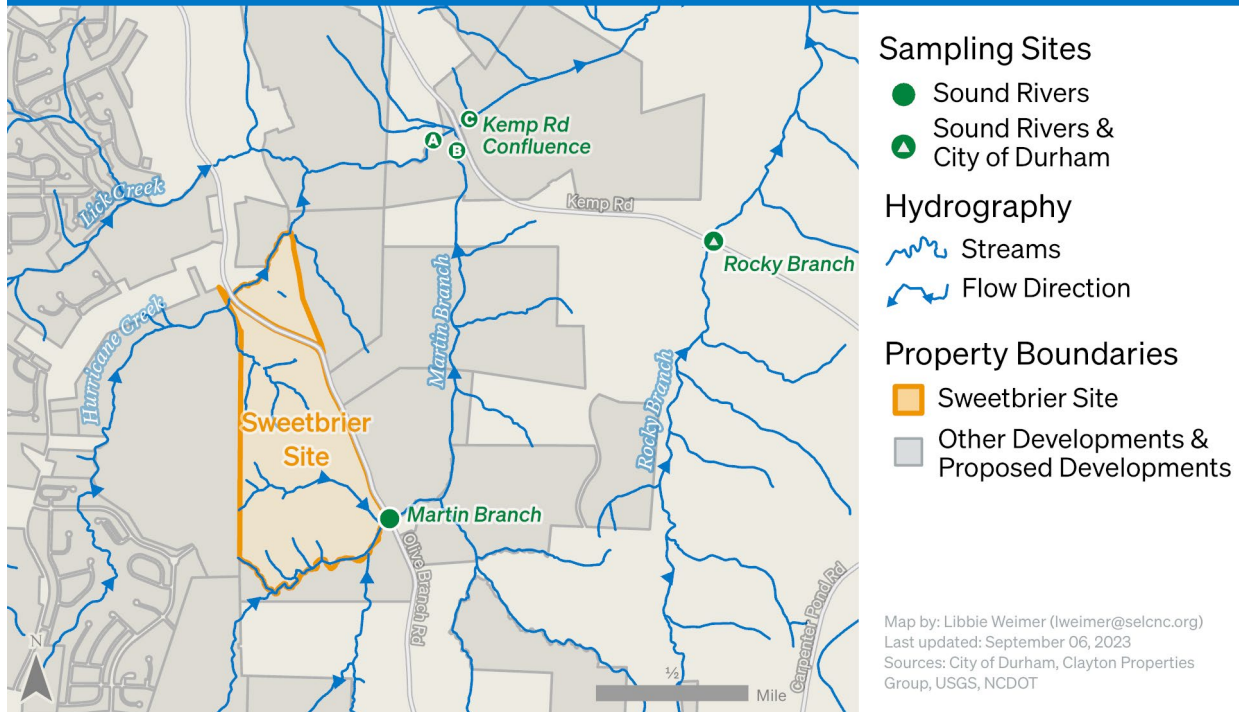 C
Kemp Rd
Confluence
A
B
Lick Creek
Kemp Rd
Rocky Branch
Hurricane Creek
Martin Branch
Rocky Branch
Sweetbrier
Site
Martin Branch
Olive Branch Rd
Carpenter Pond Rd
N
½
Mile
Sampling Sites
Sound Rivers
Sound Rivers &
City of Durham
Hydrography
Streams
Flow Direction
Property Boundaries
Sweetbrier Site
Other Developments &
Proposed Developments
Map by: Libbie Weimer (lweimer@selcnc.org)
Last updated: September 06, 2023
Sources: City of Durham, Clayton Properties
Group, USGS, NCDOT